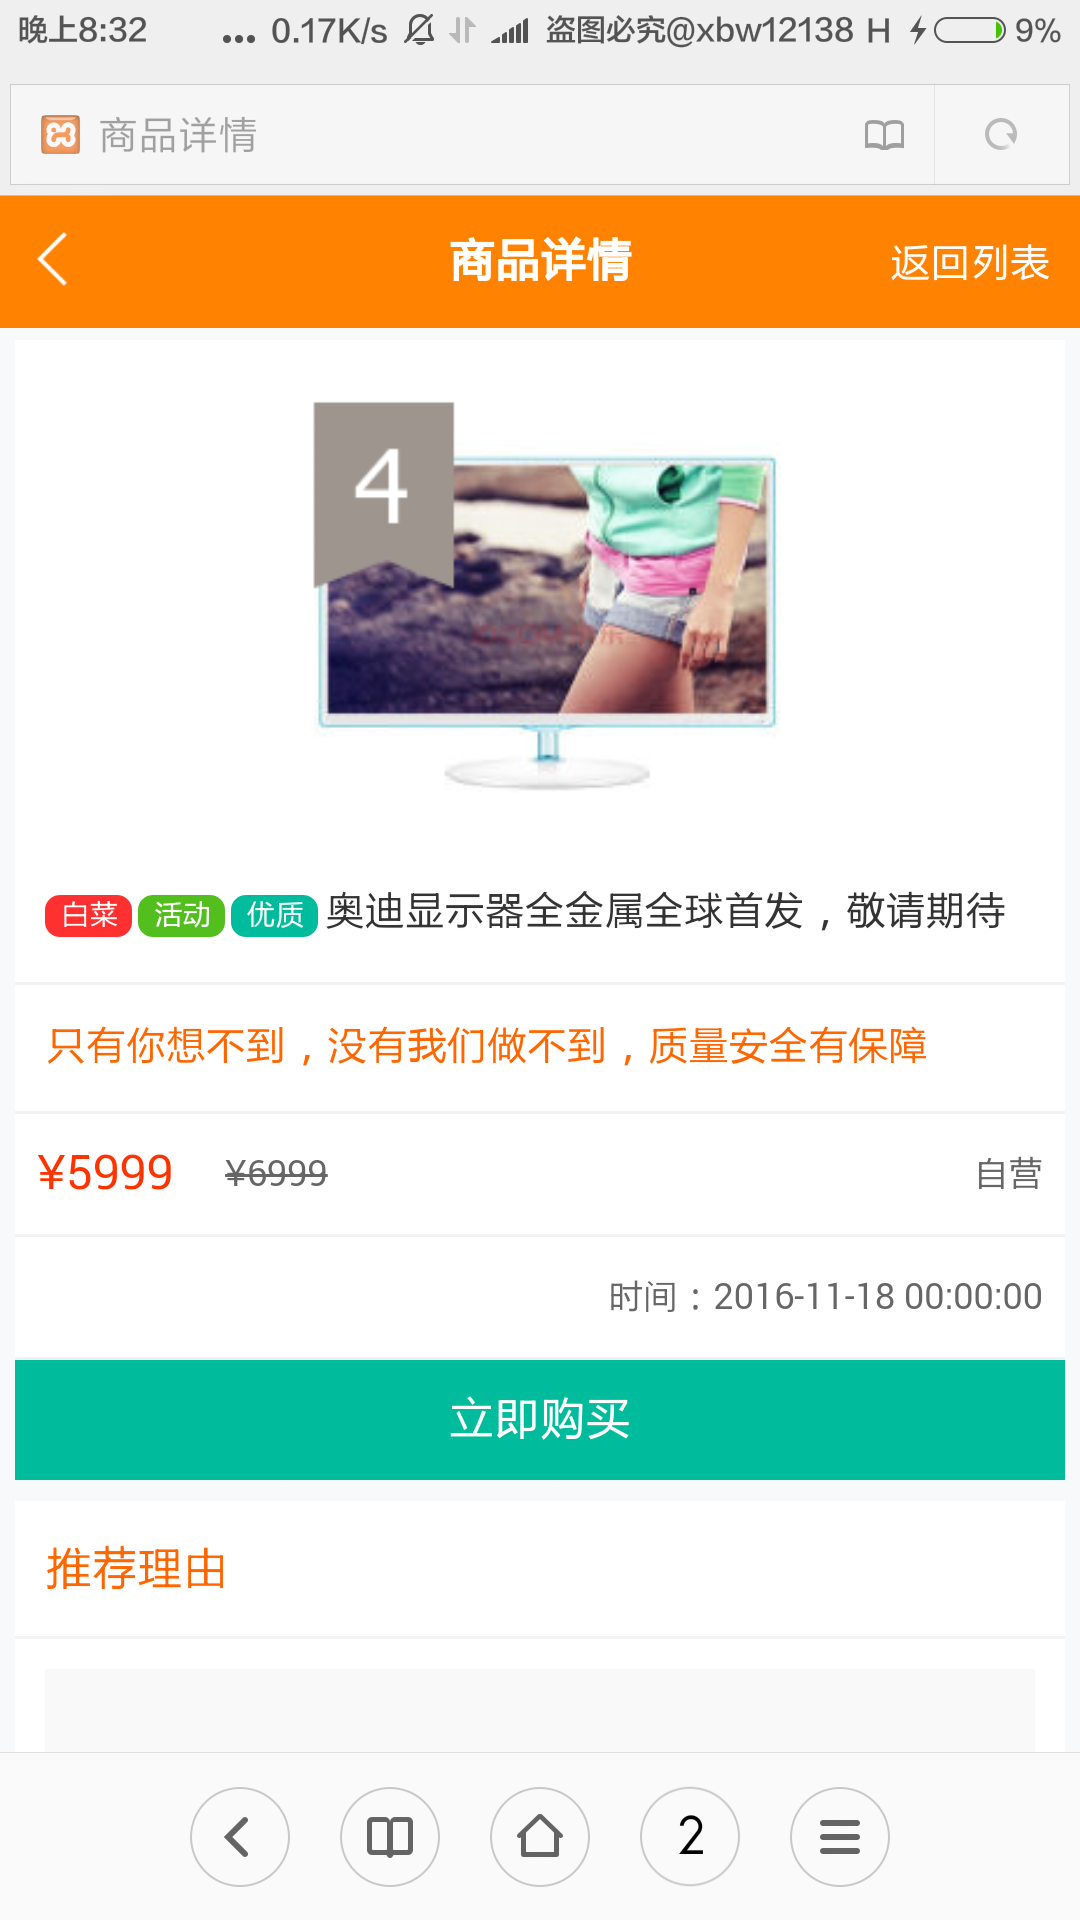 晚上8:32 ... 0.17K/s 盗图必究@xbw12138 H 9%
商品详情
商品详情 返回列表
4
白菜 活动 优质 奥迪显示器全金属全球首发，敬请期待
只有你想不到，没有我们做不到，质量安全有保障
¥5999 ¥6999 自营
时间：2016-11-18 00:00:00
立即购买
推荐理由
2